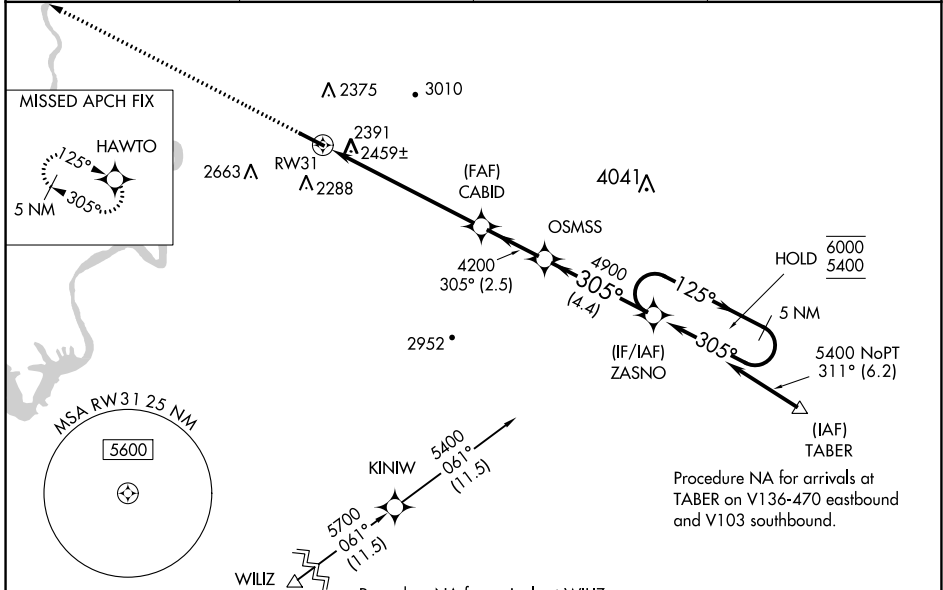 2375
3010
MISSED APCH FIX
HAWTO
125°
305°
5 NM
2391
2459±
RW31
2663
2288
(FAF)
CABID
4041
OSMSS
4200
305° (2.5)
4900
305°
(4.4)
HOLD
6000
5400
125°
5 NM
305°
(IF/IAF)
ZASNO
5400 NoPT
311° (6.2)
2952
(IAF)
TABER
MSA RW31 25 NM
5600
Procedure NA for arrivals at
TABER on V136-470 eastbound
and V103 southbound.
KINIW
5400
061°
(11.5)
5700
061°
(11.5)
WILIZ